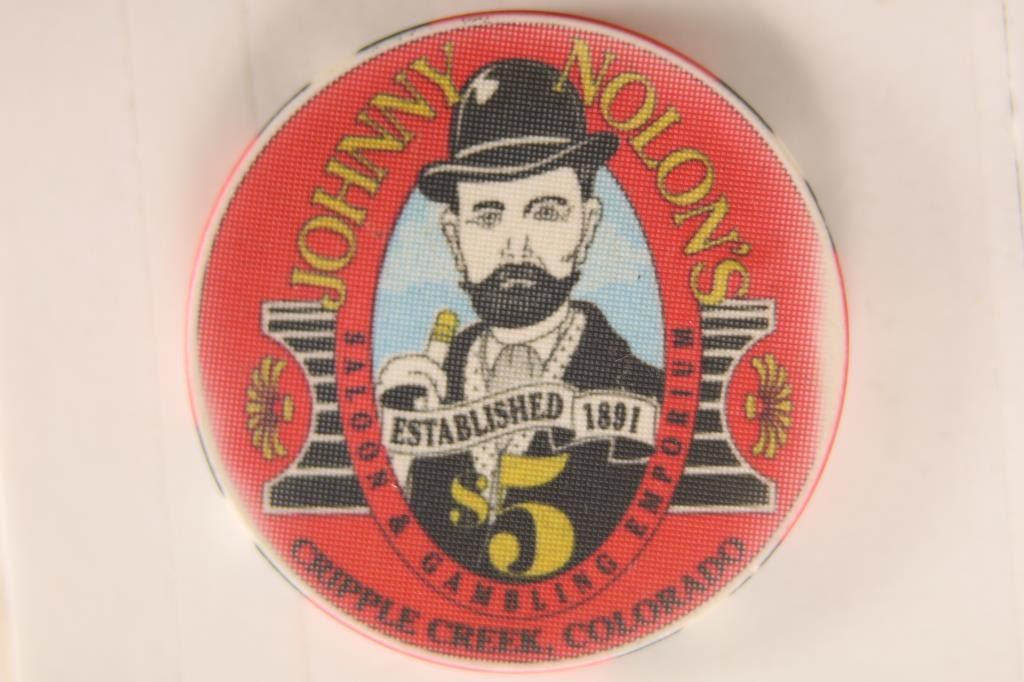 JOHNNY NOLON'S
SALOON & GAMBLING EMPORIUM
ESTABLISHED 1891
$5
CRIPPLE CREEK, COLORADO